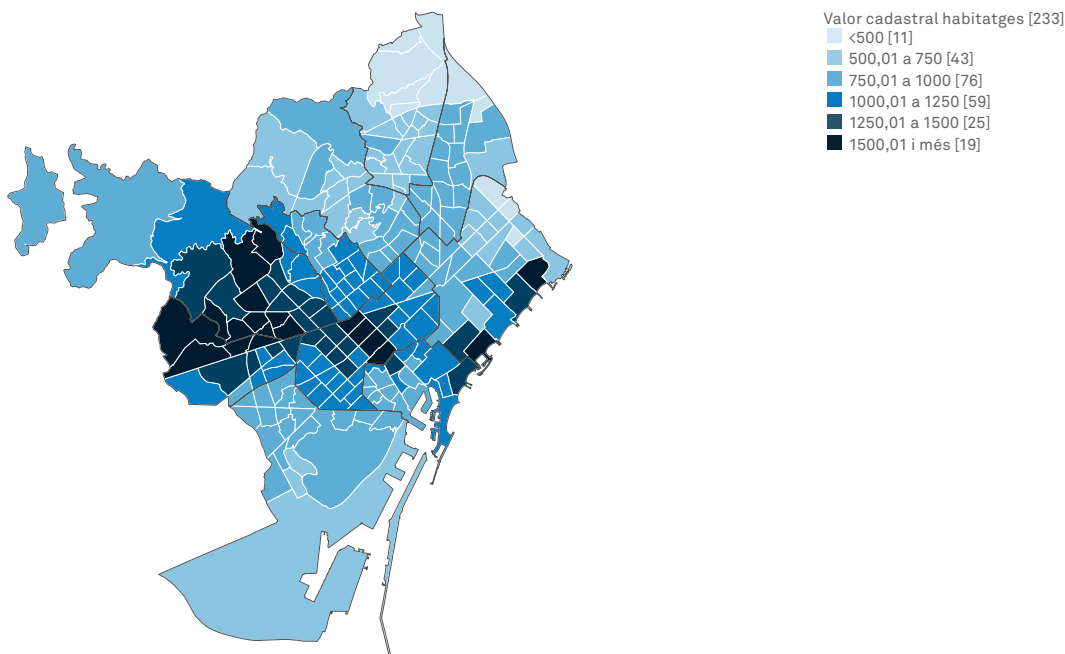 Valor cadastral habitatges [233]
<500 [11]
500,01 a 750 [43]
750,01 a 1000 [76]
1000,01 a 1250 [59]
1250,01 a 1500 [25]
1500,01 i més [19]